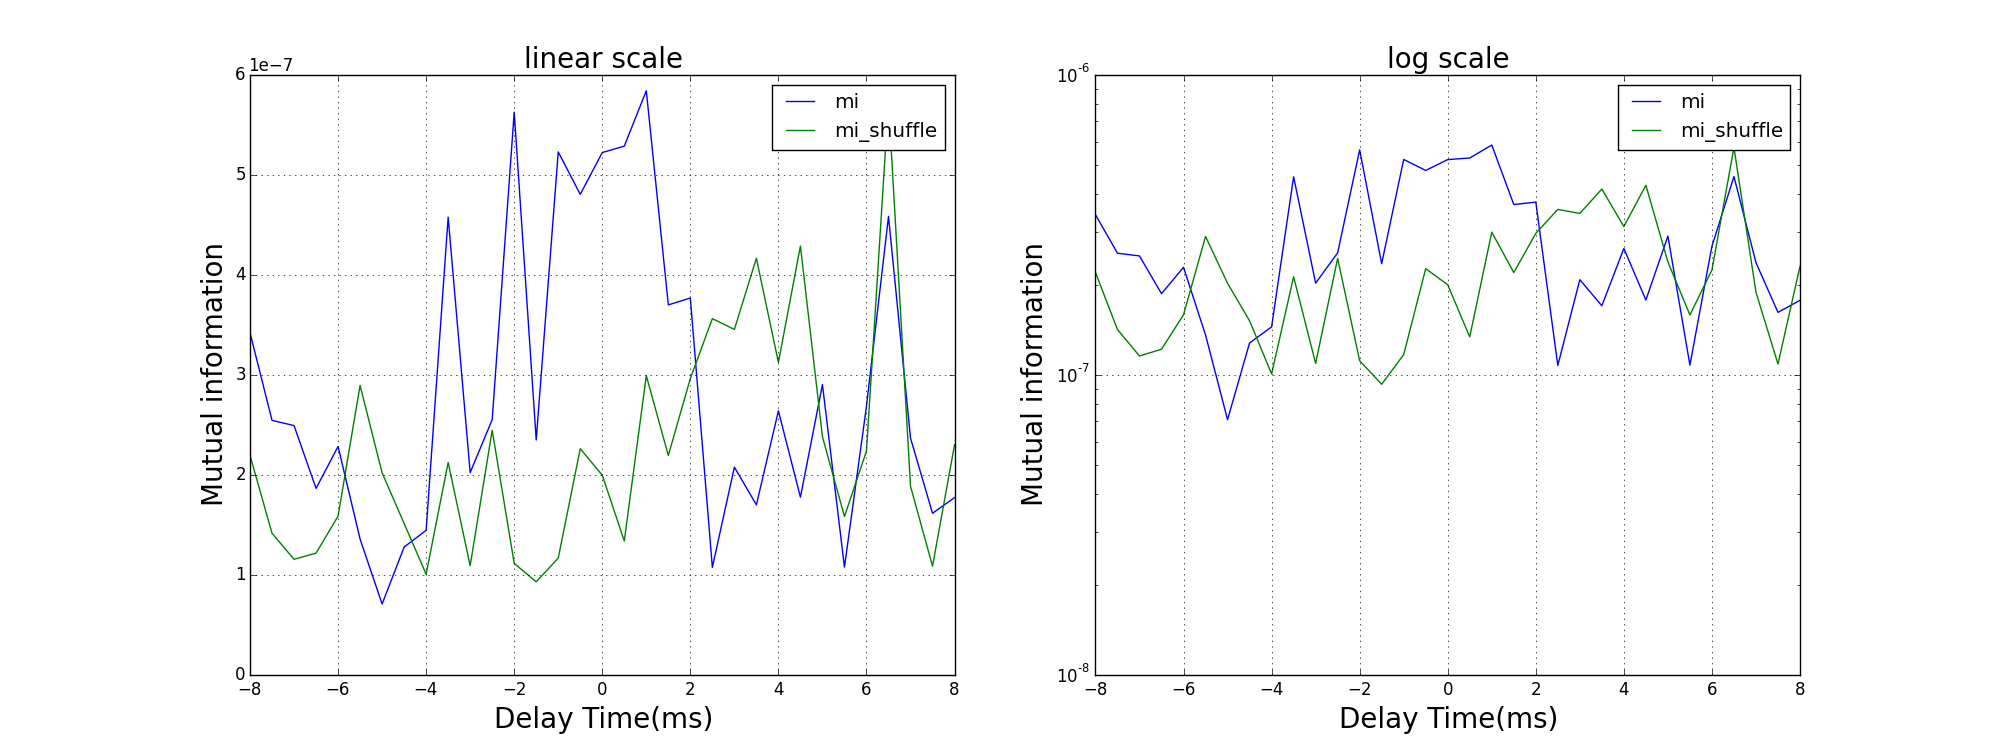 linear scale
1e−7
6
5
4
3
2
1
0
−8 −6 −4 −2 0 2 4 6 8
Mutual information
Delay Time(ms)
mi
mi_shuffle
log scale
10-6
10-7
10-8
−8 −6 −4 −2 0 2 4 6 8
Mutual information
Delay Time(ms)
mi
mi_shuffle